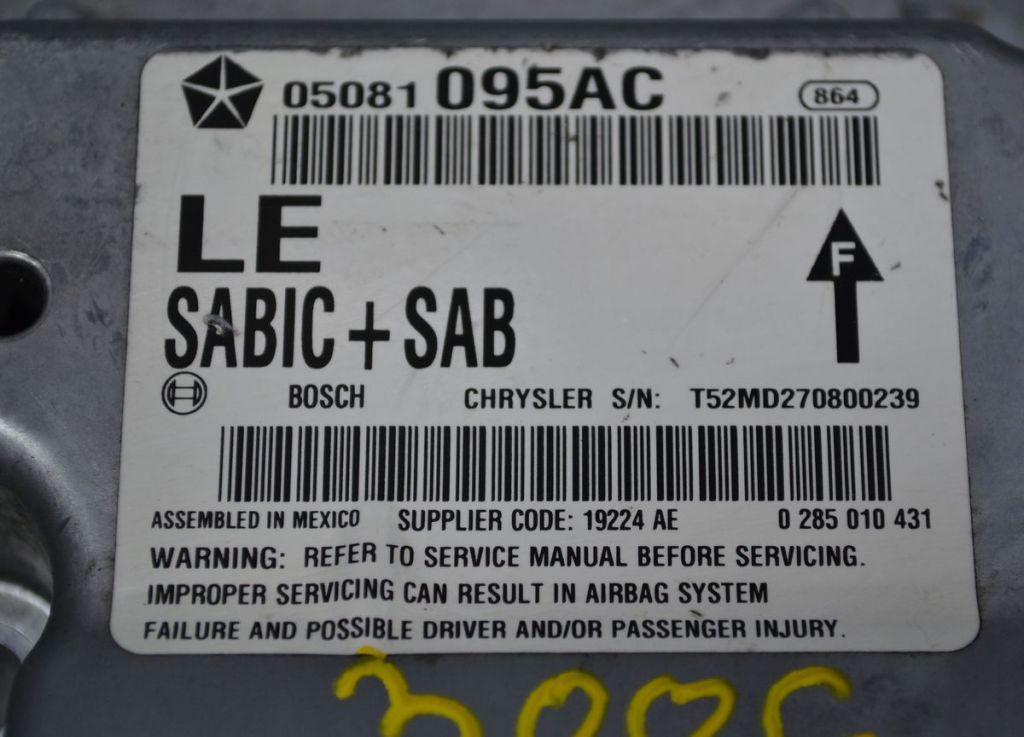 05081 095AC 864
LE
F
SABIC + SAB
BOSCH CHRYSLER S/N: T52MD270800239
ASSEMBLED IN MEXICO SUPPLIER CODE: 19224 AE 0 285 010 431
WARNING: REFER TO SERVICE MANUAL BEFORE SERVICING.
IMPROPER SERVICING CAN RESULT IN AIRBAG SYSTEM
FAILURE AND POSSIBLE DRIVER AND/OR PASSENGER INJURY.